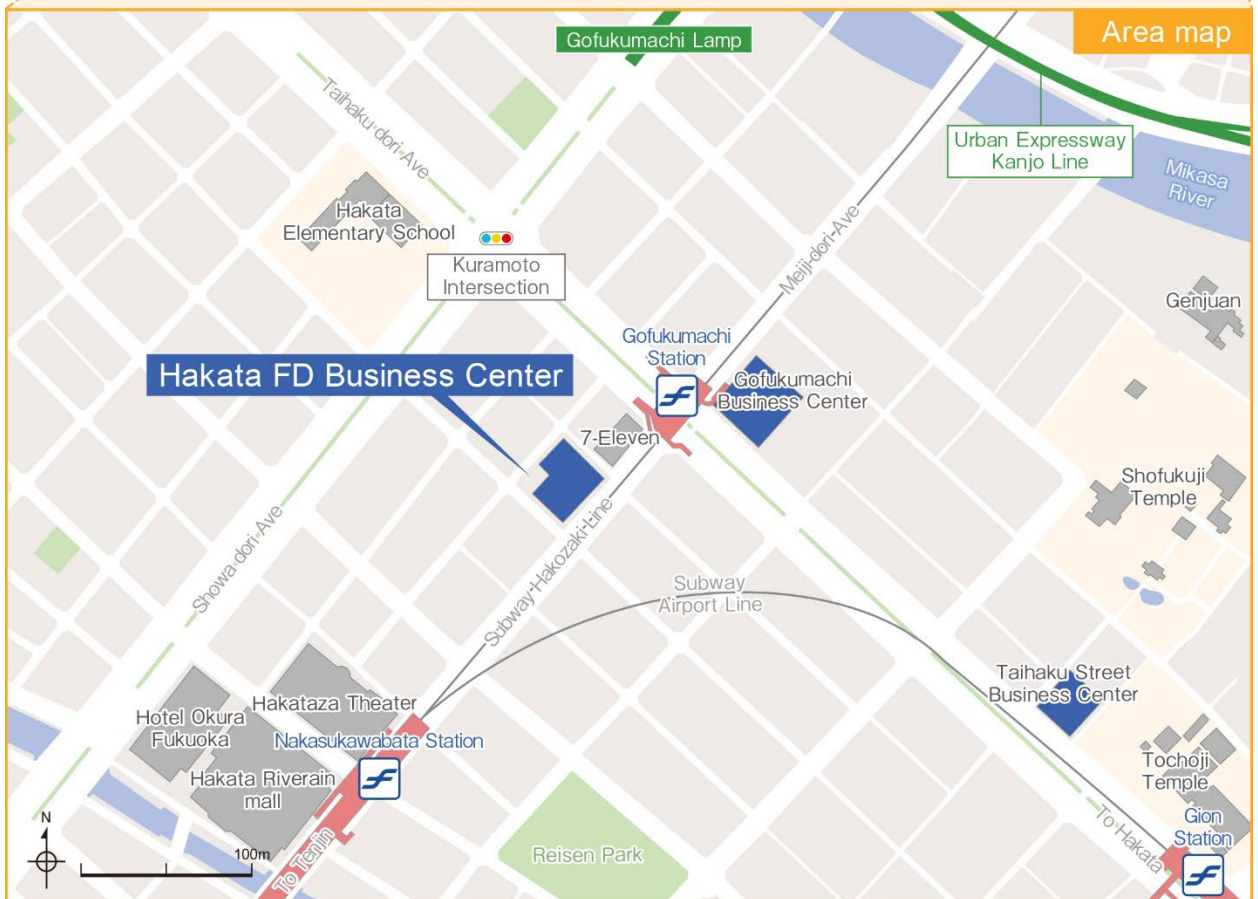 Area map
Gofukumachi Lamp
Taihaku dori-Ave
Urban Expressway
Kanjo Line
Mikasa
River
Hakata
Elementary School
Kuramoto
Intersection
Meiji-dori-Ave
Genjuan
Gofukumachi
Station
Hakata FD Business Center
Gofukumachi
Business Center
7-Eleven
Shofukuji
Temple
Showa-dori Ave
Subway-Hakozaki-Line
Subway
Airport Line
Taihaku Street
Business Center
Hotel Okura
Fukuoka
Hakataza Theater
Nakasukawabata Station
Hakata Riverain
mall
Tochoji
Temple
Gion
Station
To Hakata
Reisen Park
To Tenjin
N
100m